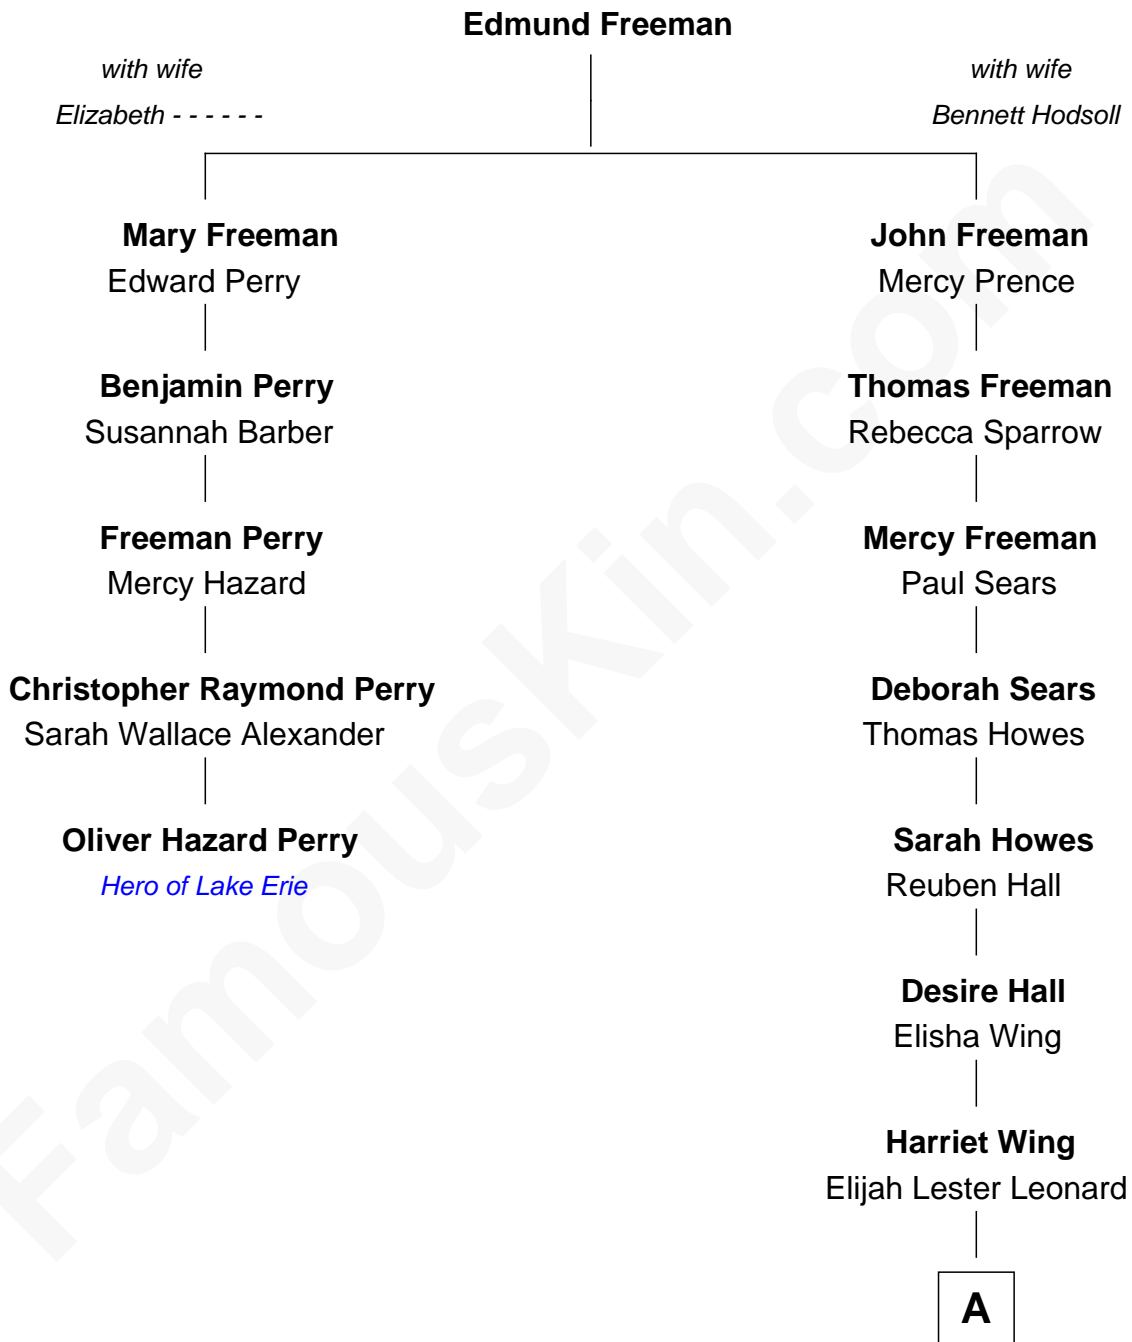 Edmund Freeman
with wife
Elizabeth - - - - - -
with wife
Bennett Hodsoll
Mary Freeman
Edward Perry
John Freeman
Mercy Prence
Benjamin Perry
Susannah Barber
Thomas Freeman
Rebecca Sparrow
Freeman Perry
Mercy Hazard
Mercy Freeman
Paul Sears
Christopher Raymond Perry
Sarah Wallace Alexander
Deborah Sears
Thomas Howes
Oliver Hazard Perry
Hero of Lake Erie
Sarah Howes
Reuben Hall
Desire Hall
Elisha Wing
Harriet Wing
Elijah Lester Leonard
A
FamousKin.com